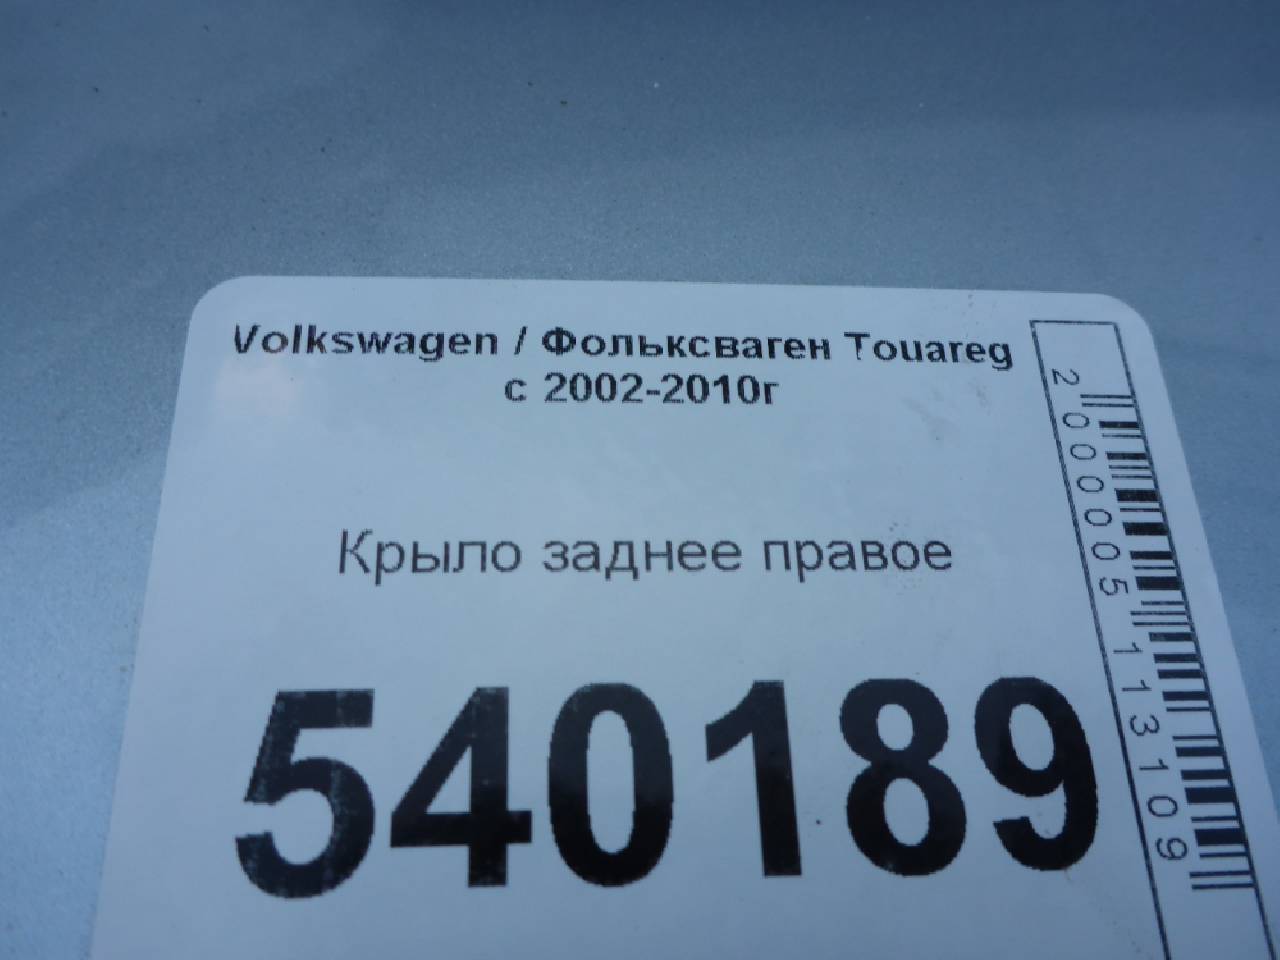 Volkswagen / Фольксваген Touareg
с 2002-2010г
Крыло заднее правое
540189
2000005113109